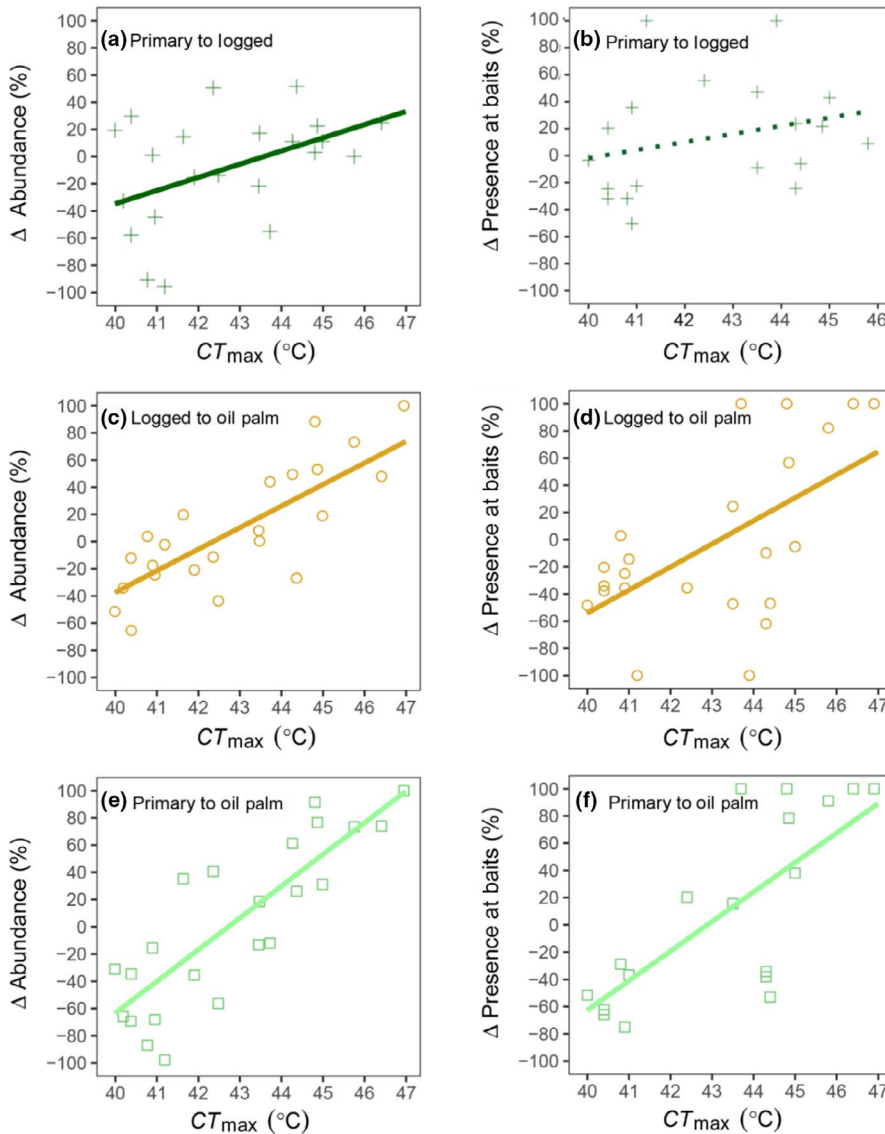 (a) Primary to logged
Δ Abundance (%)
100
80
60
40
20
0
−20
−40
−60
−80
−100
40 41 42 43 44 45 46 47
CTmax (°C)
(b) Primary to logged
Δ Presence at baits (%)
100
80
60
40
20
0
−20
−40
−60
−80
−100
40 41 42 43 44 45 46
CTmax (°C)
(c) Logged to oil palm
Δ Abundance (%)
100
80
60
40
20
0
−20
−40
−60
−80
−100
40 41 42 43 44 45 46 47
CTmax (°C)
(d) Logged to oil palm
Δ Presence at baits (%)
100
80
60
40
20
0
−20
−40
−60
−80
−100
40 41 42 43 44 45 46 47
CTmax (°C)
(e) Primary to oil palm
Δ Abundance (%)
100
80
60
40
20
0
−20
−40
−60
−80
−100
40 41 42 43 44 45 46 47
CTmax (°C)
(f) Primary to oil palm
Δ Presence at baits (%)
100
80
60
40
20
0
−20
−40
−60
−80
−100
40 41 42 43 44 45 46 47
CTmax (°C)